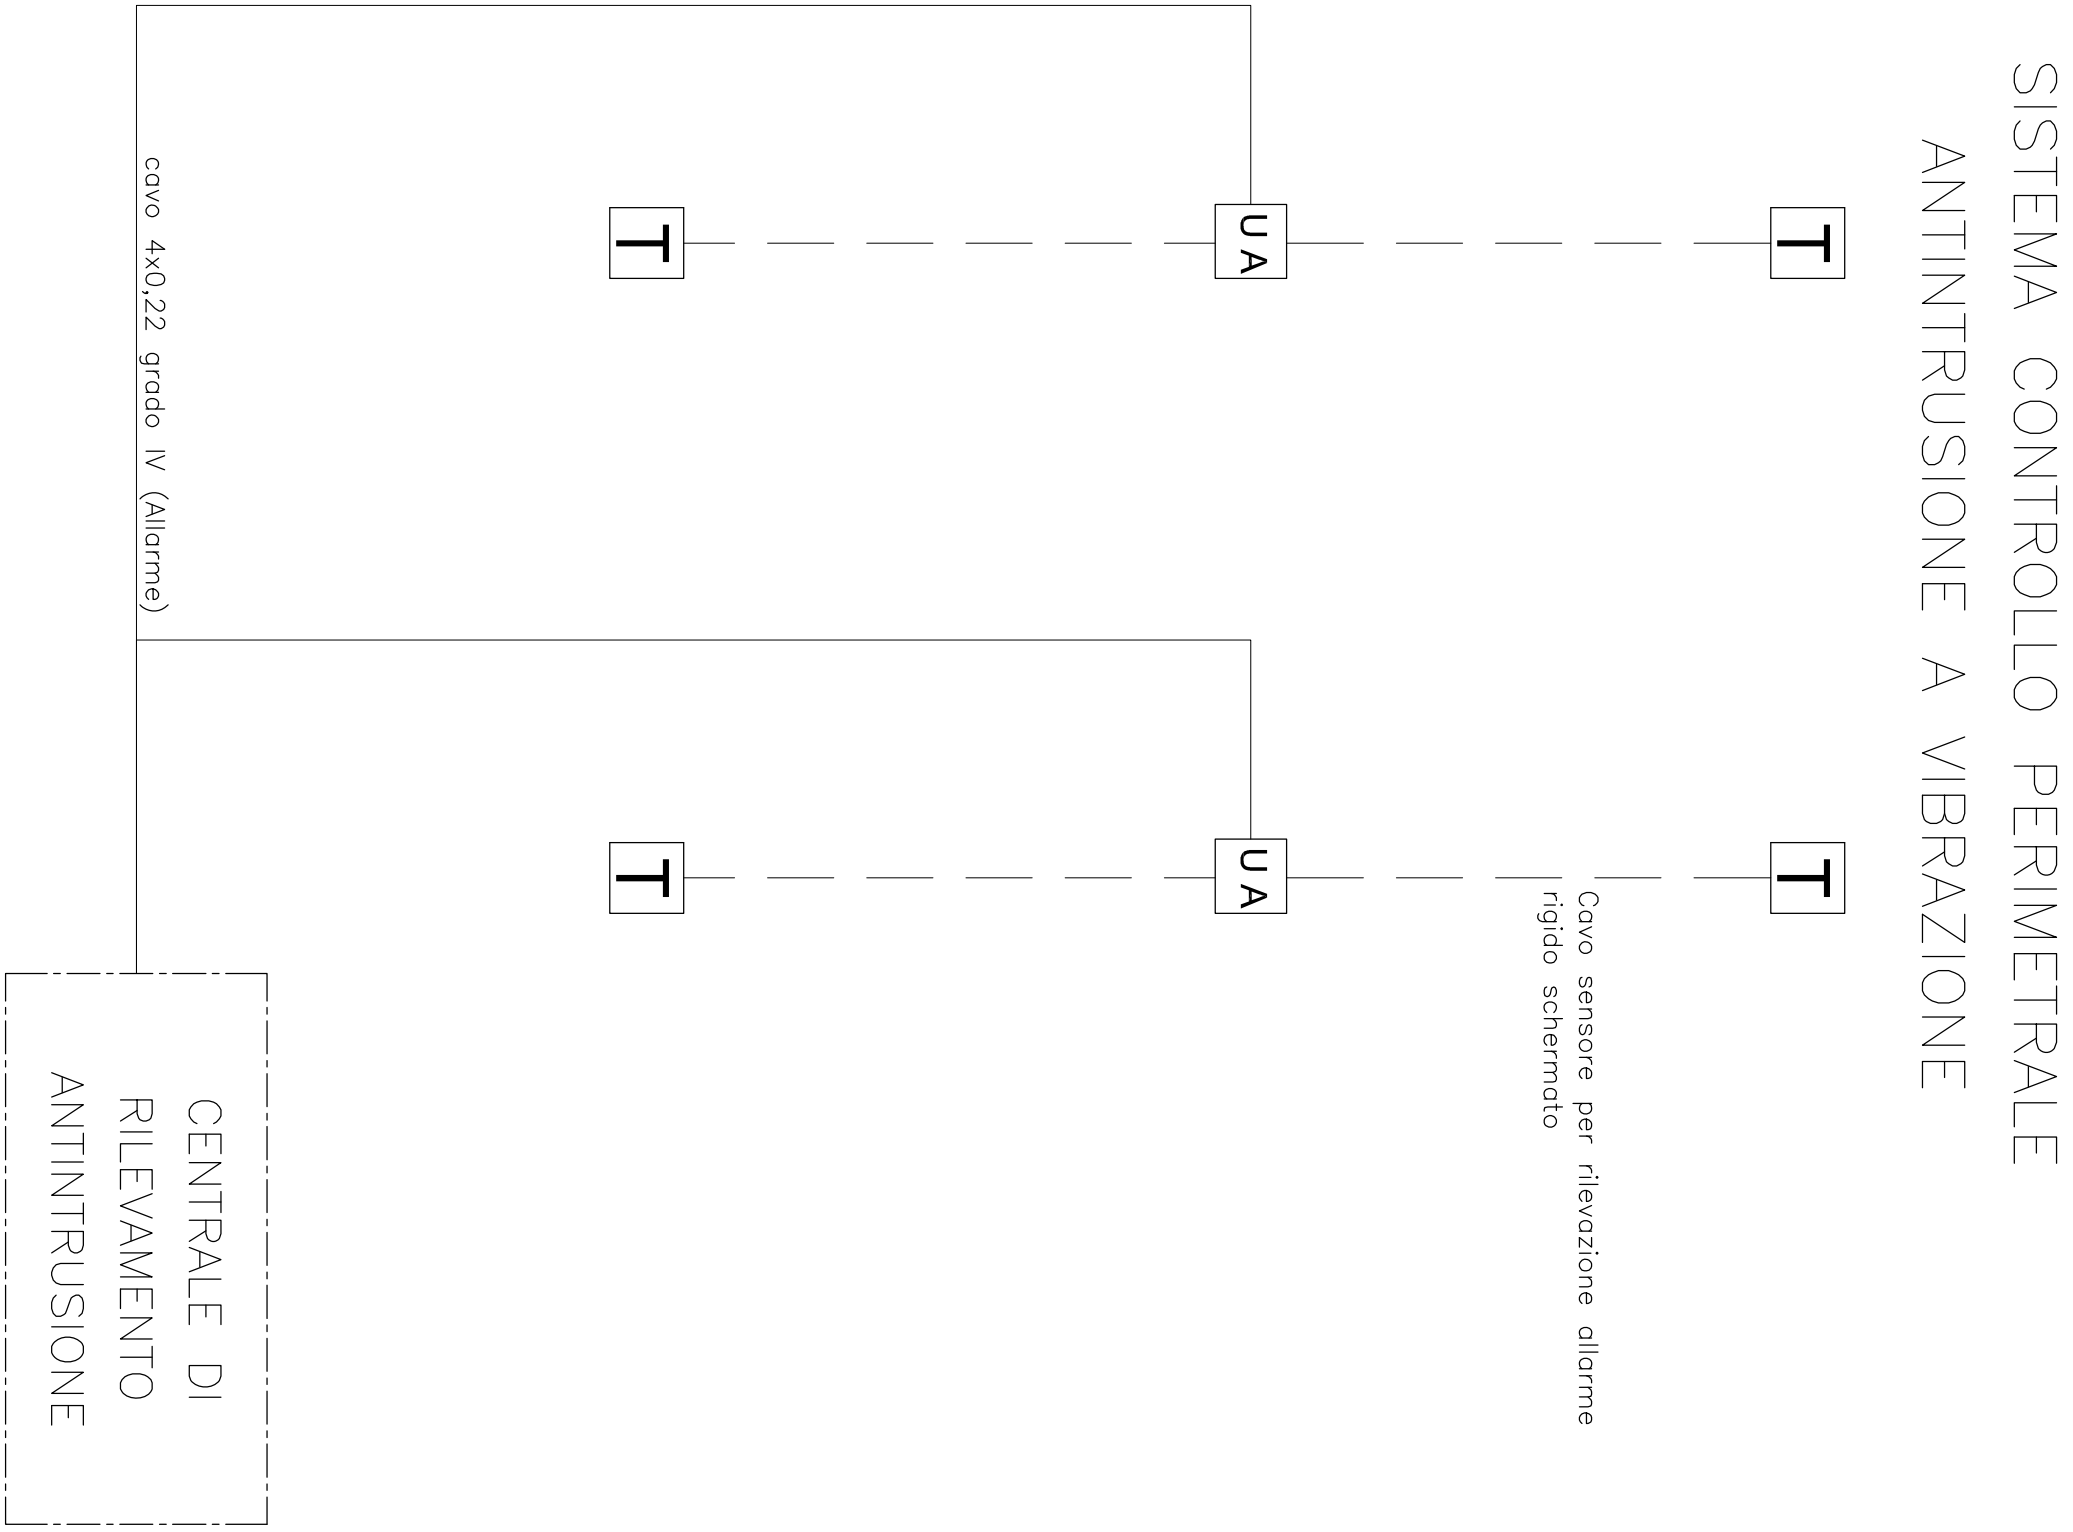 SISTEMA CONTROLLO PERIMETRALE
ANTINTRUSIONE A VIBRAZIONE
T
T
UA
Cavo sensore per rilevazione allarme
rigido schermato
UA
T
T
cavo 4x0,22 grado IV (Allarme)
CENTRALE DI
RILEVAMENTO
ANTINTRUSIONE